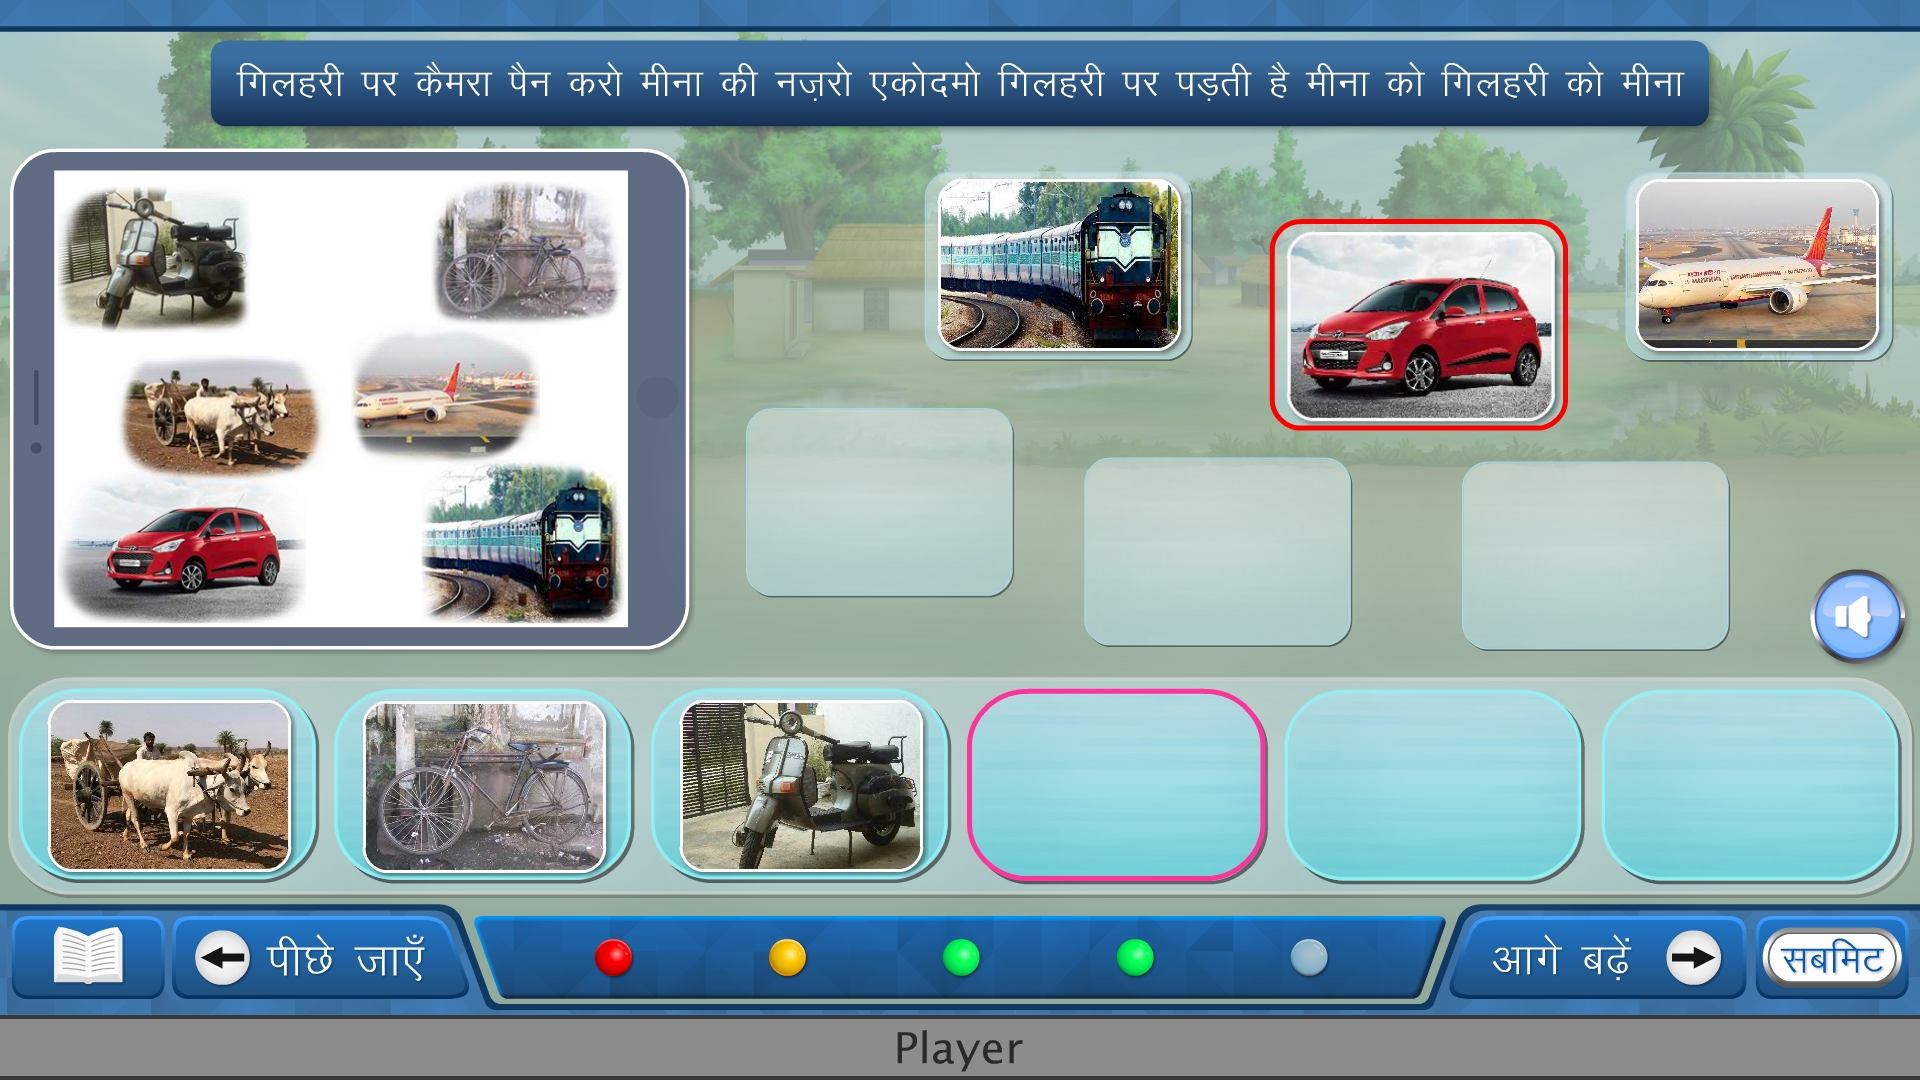 गिलहरी पर कैमरा पैन करो मीना की नज़रो एकोदमो गिलहरी पर पड़ती है मीना को गिलहरी को मीना
पीछे जाएँ
आगे बढ़ें
सबमिट
Player